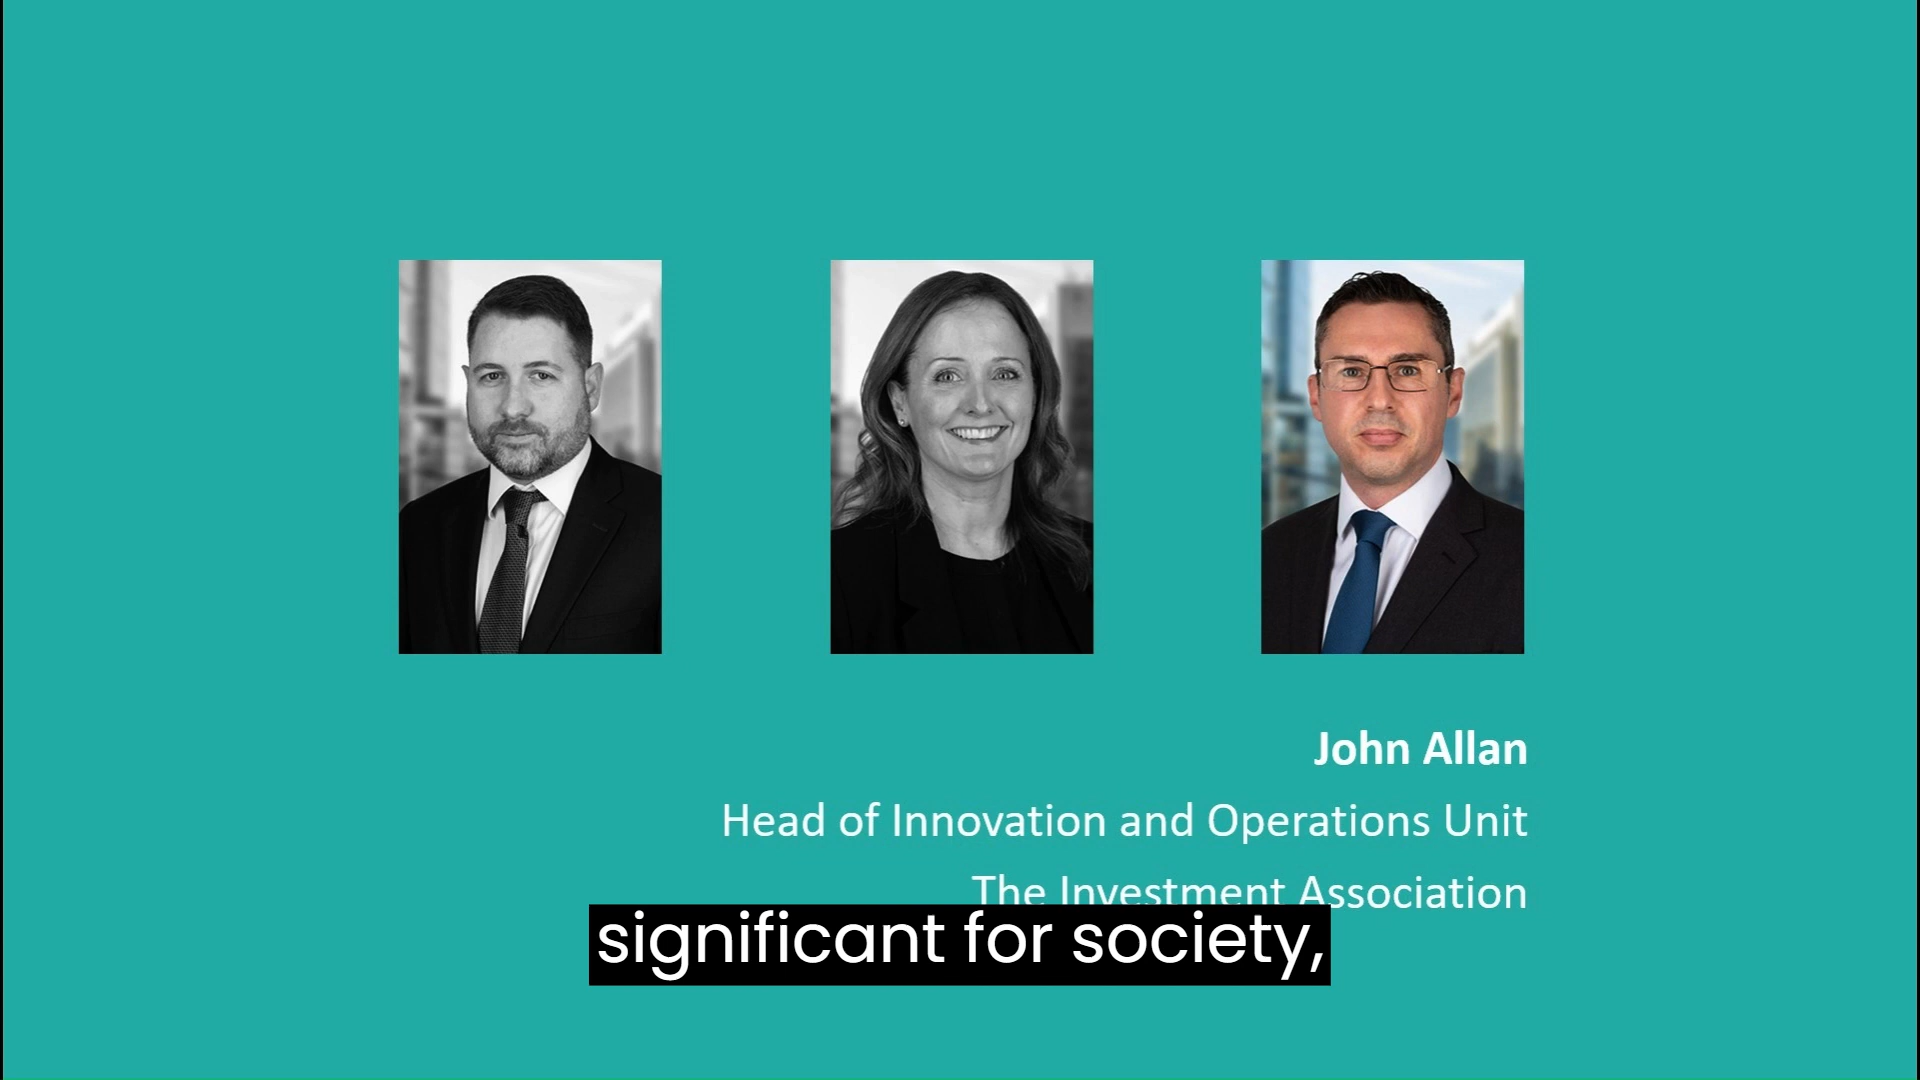 John Allan
Head of Innovation and Operations Unit
The Investment Association
significant for society,